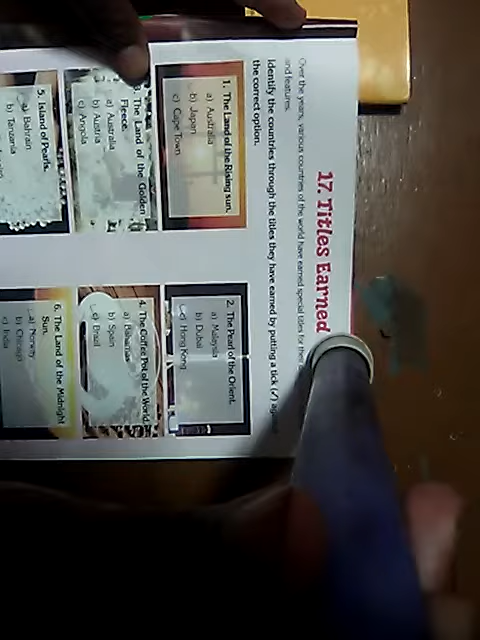 17. Titles Earned
Over the years, various countries of the world have earned special titles for their
and features.
Identify the countries through the titles they have earned by putting a tick (✓) against
the correct option.
1. The Land of the Rising sun.
a) Australia
b) Japan
c) Cape Town
2. The Pearl of the Orient.
a) Malaysia
b) Dubai
c) Hong Kong
3. The Land of the Golden
Fleece.
a) Australia
b) Austria
c) Angola
4. The Coffee Pot of the World.
a) Bahamas
b) Spain
c) Brazil
5. Island of Pearls.
a) Bahrain
b) Tanzania
6. The Land of the Midnight
Sun.
a) Norway
b) Chicago
c) India